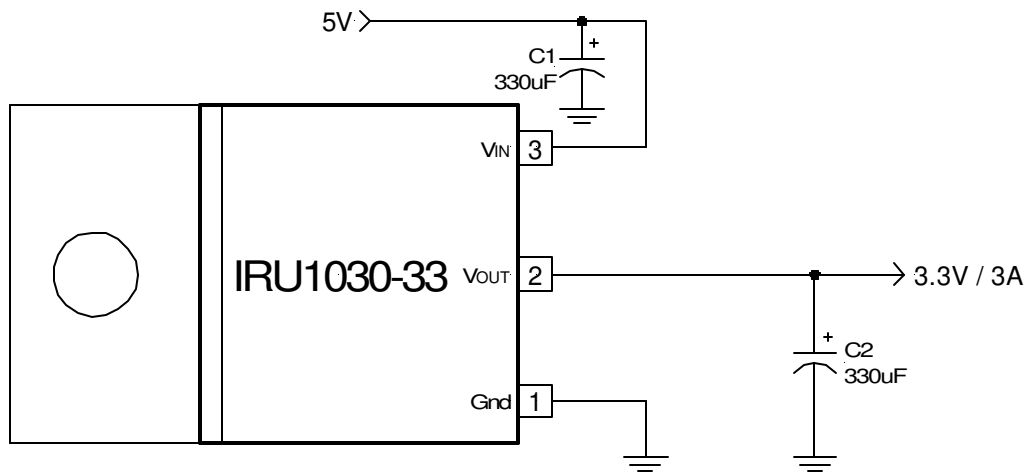 5V
+
C1
330uF
VIN 3
IRU1030-33 VOUT 2
3.3V / 3A
+
C2
330uF
Gnd 1